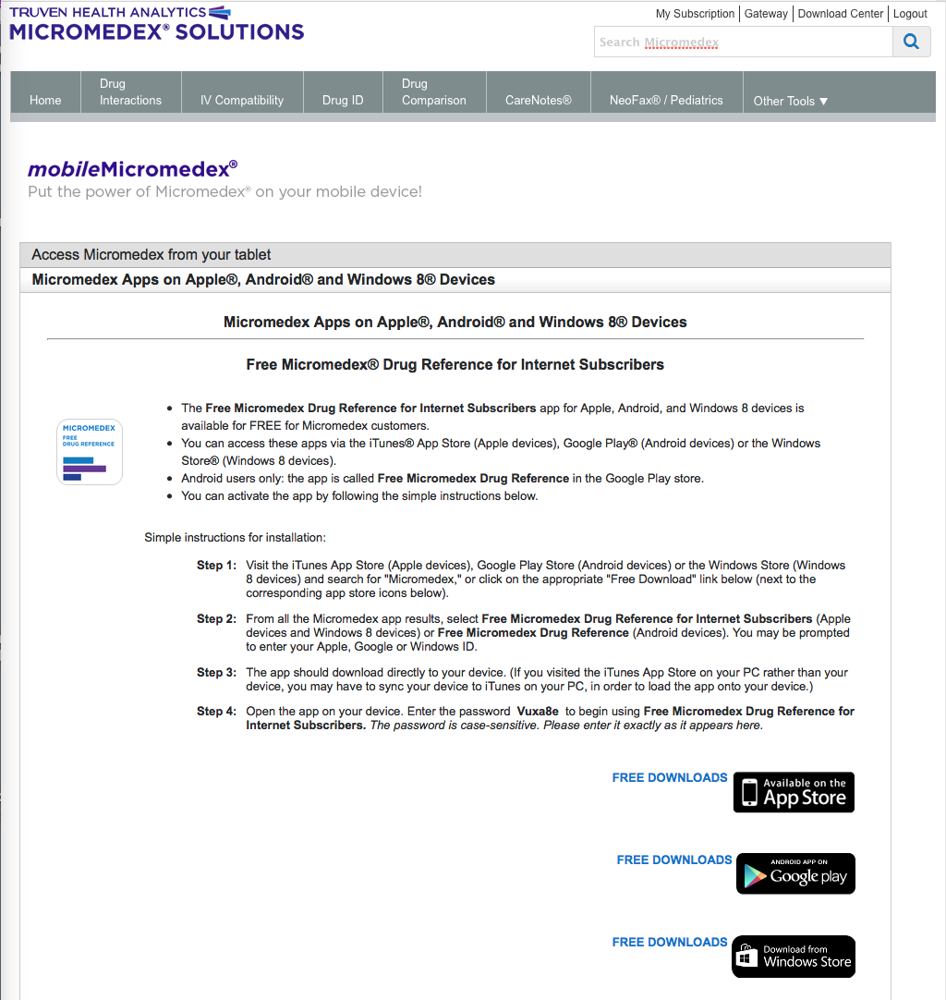 TRUVEN HEALTH ANALYTICS
MICROMEDEX® SOLUTIONS
My Subscription | Gateway | Download Center | Logout
Search Micromedex
Home
Drug
Interactions
IV Compatibility
Drug ID
Drug
Comparison
CareNotes®
NeoFax® / Pediatrics
Other Tools ▼
mobileMicromedex®
Put the power of Micromedex® on your mobile device!
Access Micromedex from your tablet
Micromedex Apps on Apple®, Android® and Windows 8® Devices
Micromedex Apps on Apple®, Android® and Windows 8® Devices
Free Micromedex® Drug Reference for Internet Subscribers
MICROMEDEX
FREE
DRUG REFERENCE
• The Free Micromedex Drug Reference for Internet Subscribers app for Apple, Android, and Windows 8 devices is
available for FREE for Micromedex customers.
• You can access these apps via the iTunes® App Store (Apple devices), Google Play® (Android devices) or the Windows
Store® (Windows 8 devices).
• Android users only: the app is called Free Micromedex Drug Reference in the Google Play store.
• You can activate the app by following the simple instructions below.
Simple instructions for installation:
Step 1: Visit the iTunes App Store (Apple devices), Google Play Store (Android devices) or the Windows Store (Windows
8 devices) and search for "Micromedex," or click on the appropriate "Free Download" link below (next to the
corresponding app store icons below).
Step 2: From all the Micromedex app results, select Free Micromedex Drug Reference for Internet Subscribers (Apple
devices and Windows 8 devices) or Free Micromedex Drug Reference (Android devices). You may be prompted
to enter your Apple, Google or Windows ID.
Step 3: The app should download directly to your device. (If you visited the iTunes App Store on your PC rather than your
device, you may have to sync your device to iTunes on your PC, in order to load the app onto your device.)
Step 4: Open the app on your device. Enter the password Vuxa8e to begin using Free Micromedex Drug Reference for
Internet Subscribers. The password is case-sensitive. Please enter it exactly as it appears here.
FREE DOWNLOADS
Available on the
App Store
FREE DOWNLOADS
ANDROID APP ON
Google play
FREE DOWNLOADS
Download from
Windows Store